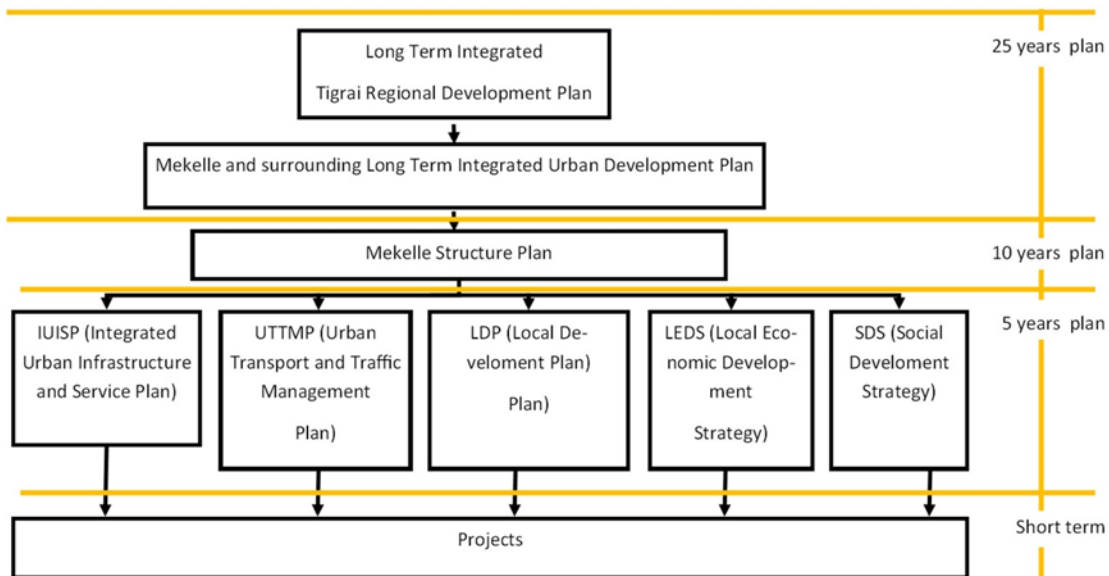 25 years plan
Long Term Integrated
Tigrai Regional Development Plan
Mekelle and surrounding Long Term Integrated Urban Development Plan
Mekelle Structure Plan
10 years plan
5 years plan
IUISP (Integrated
Urban Infrastructure
and Service Plan)
UTTMP (Urban
Transport and Traffic
Management
Plan)
LDP (Local De-
veloment Plan)
Plan)
LEDS (Local Eco-
nomic Develop-
ment
Strategy)
SDS (Social
Develoment
Strategy)
Short term
Projects